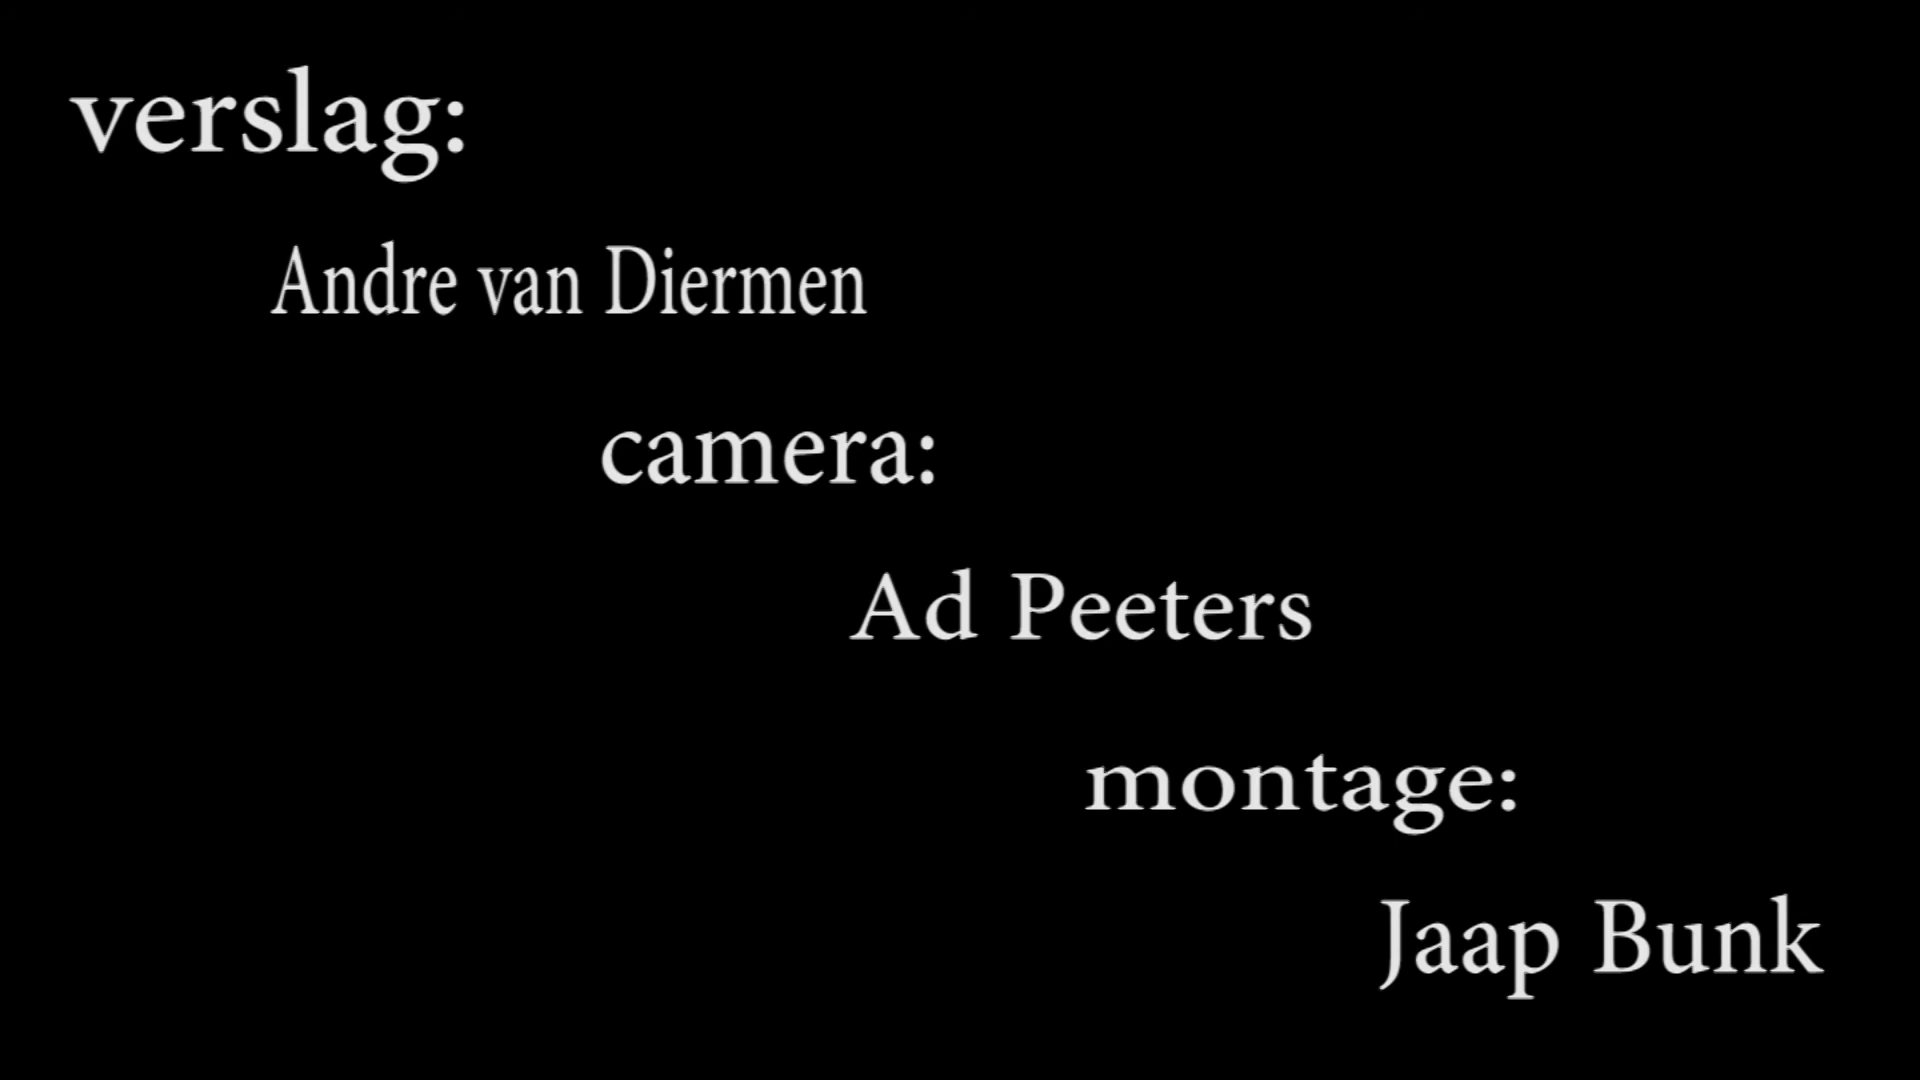 verslag:
Andre van Diermen
camera:
Ad Peeters
montage:
Jaap Bunk